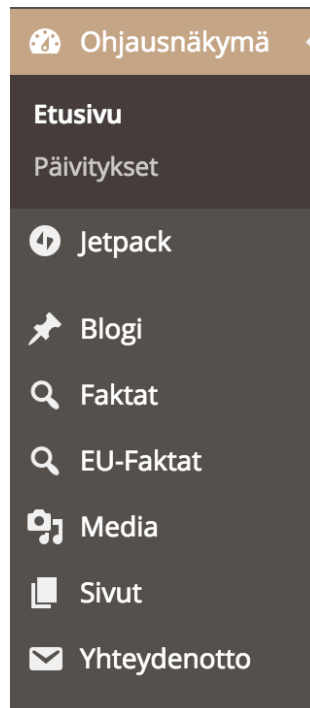 Ohjausnäkymä
Etusivu
Päivitykset
Jetpack
Blogi
Faktat
EU-Faktat
Media
Sivut
Yhteydenotto